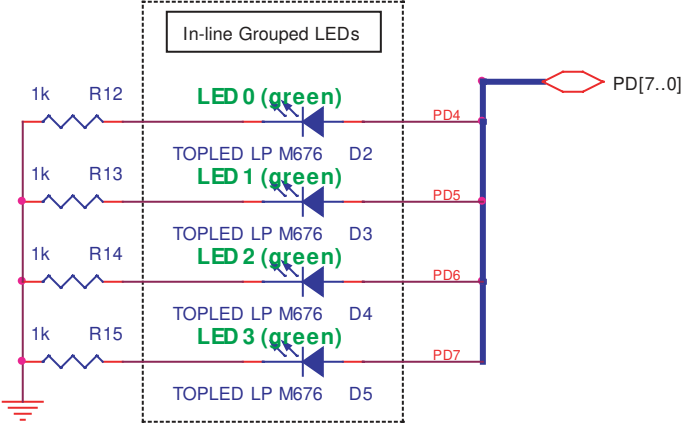 In-line Grouped LEDs
PD[7..0]
1k R12 LED 0 (green) PD4
TOPLED LP M676 D2
1k R13 LED 1 (green) PD5
TOPLED LP M676 D3
1k R14 LED 2 (green) PD6
TOPLED LP M676 D4
1k R15 LED 3 (green) PD7
TOPLED LP M676 D5